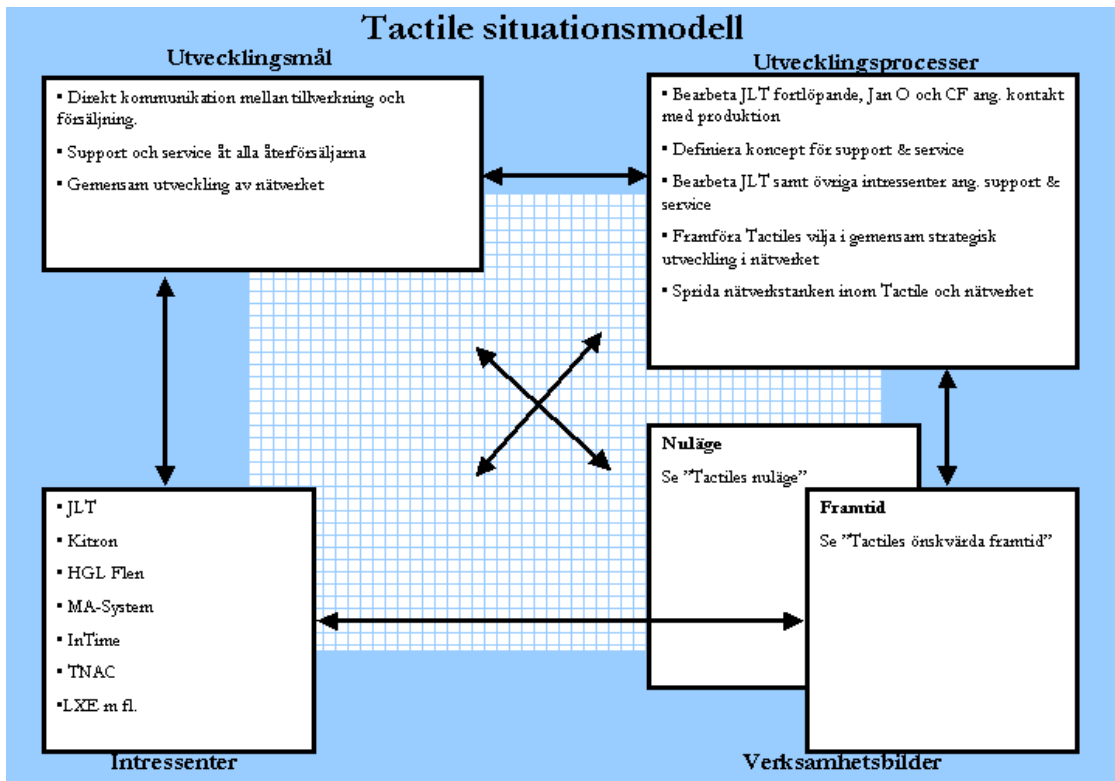 Tactile situationsmodell
Utvecklingsmål
▪ Direkt kommunikation mellan tillverkning och
försäljning.
▪ Support och service åt alla återförsäljarna
▪ Gemensam utveckling av nätverket
Utvecklingsprocesser
▪ Bearbeta JLT fortlöpande, Jan O och CF ang. kontakt
med produktion
▪ Definiera koncept för support & service
▪ Bearbeta JLT samt övriga intressenter ang. support &
service
▪ Framföra Tactiles vilja i gemensam strategisk
utveckling i nätverket
▪ Sprida nätverkstanken inom Tactile och nätverket
▪ JLT
▪ Kitron
▪ HGL Flen
▪ MA-System
▪ InTime
▪ TNAC
▪LXE m fl.
Intressenter
Nuläge
Se ”Tactiles nuläge”
Framtid
Se ”Tactiles önskvärda framtid”
Verksamhetsbilder